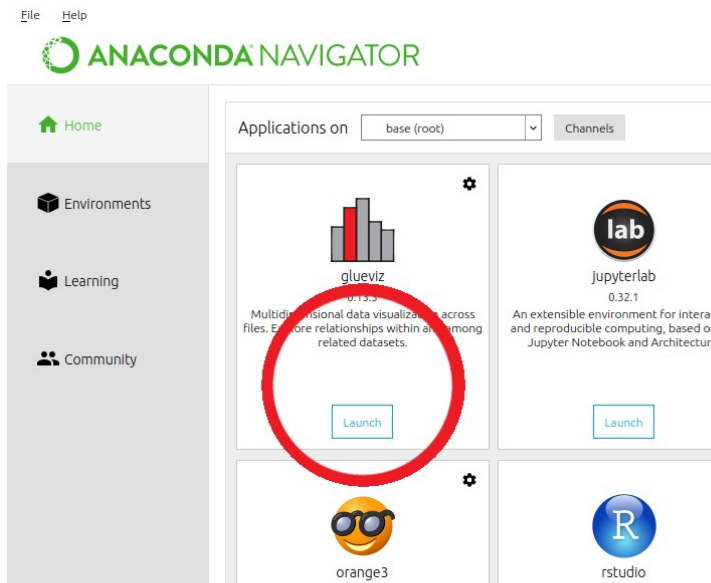 File Help
ANACONDA NAVIGATOR
Home
Environments
Learning
Community
Applications on base (root) Channels
glueviz
0.13.3
Multidimensional data visualization across
files. Explore relationships within and among
related datasets.
Launch
lab
jupyterlab
0.32.1
An extensible environment for intera
and reproducible computing, based o
Jupyter Notebook and Architectur
Launch
orange3
R
rstudio